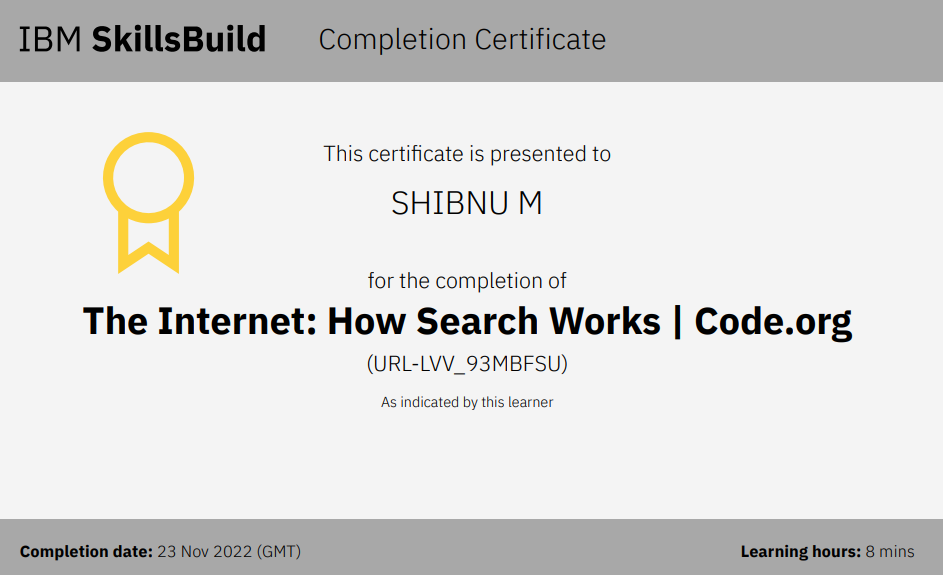 IBM SkillsBuild Completion Certificate
This certificate is presented to
SHIBNU M
for the completion of
The Internet: How Search Works | Code.org
(URL-LVV_93MBFSU)
As indicated by this learner
Completion date: 23 Nov 2022 (GMT) Learning hours: 8 mins